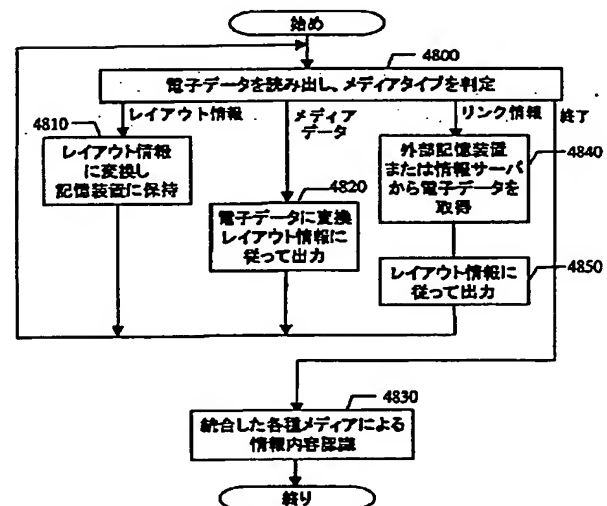 始め
4800
電子データを読み出し、メディアタイプを判定
レイアウト情報
メディア
データ
リンク情報
終了
4810
レイアウト情報
に変換し
記憶装置に保持
4820
電子データに変換
レイアウト情報に
従って出力
4840
外部記憶装置
または情報サーバ
から電子データを
取得
4850
レイアウト情報に
従って出力
4830
統合した各種メディアによる
情報内容認識
終り